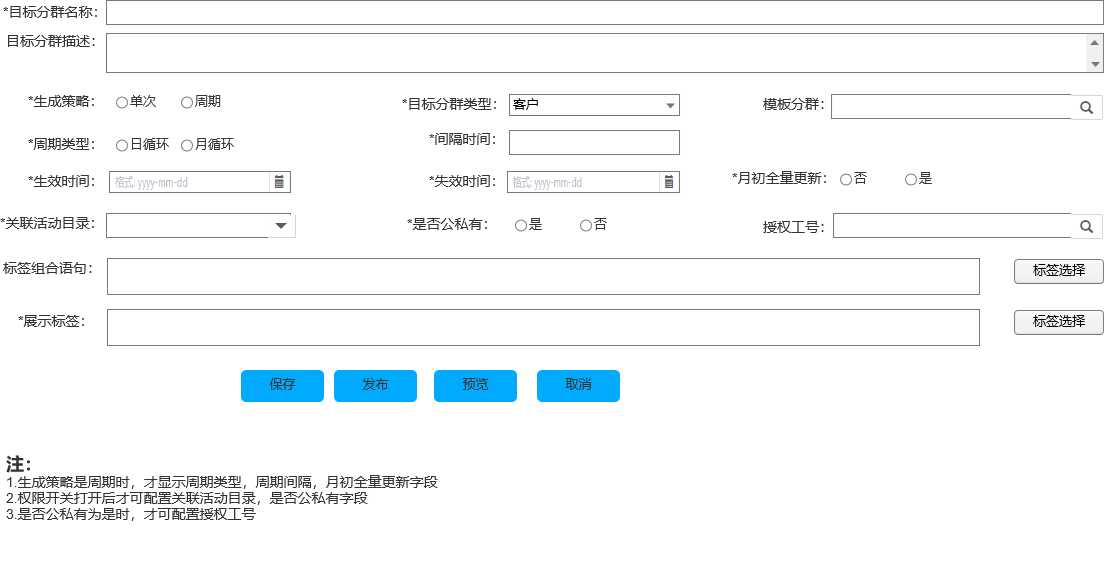 *目标分群名称：
目标分群描述：
*生成策略： 单次 周期 *目标分群类型： 客户 模板分群：
*周期类型： 日循环 月循环 *间隔时间：
*生效时间： 格式: yyyy-mm-dd *失效时间： 格式: yyyy-mm-dd *月初全量更新： 否 是
*关联活动目录： *是否公私有： 是 否 授权工号：
标签组合语句： 标签选择
*展示标签： 标签选择
保存 发布 预览 取消
注：
1.生成策略是周期时，才显示周期类型，周期间隔，月初全量更新字段
2.权限开关打开后才可配置关联活动目录，是否公私有字段
3.是否公私有为是时，才可配置授权工号